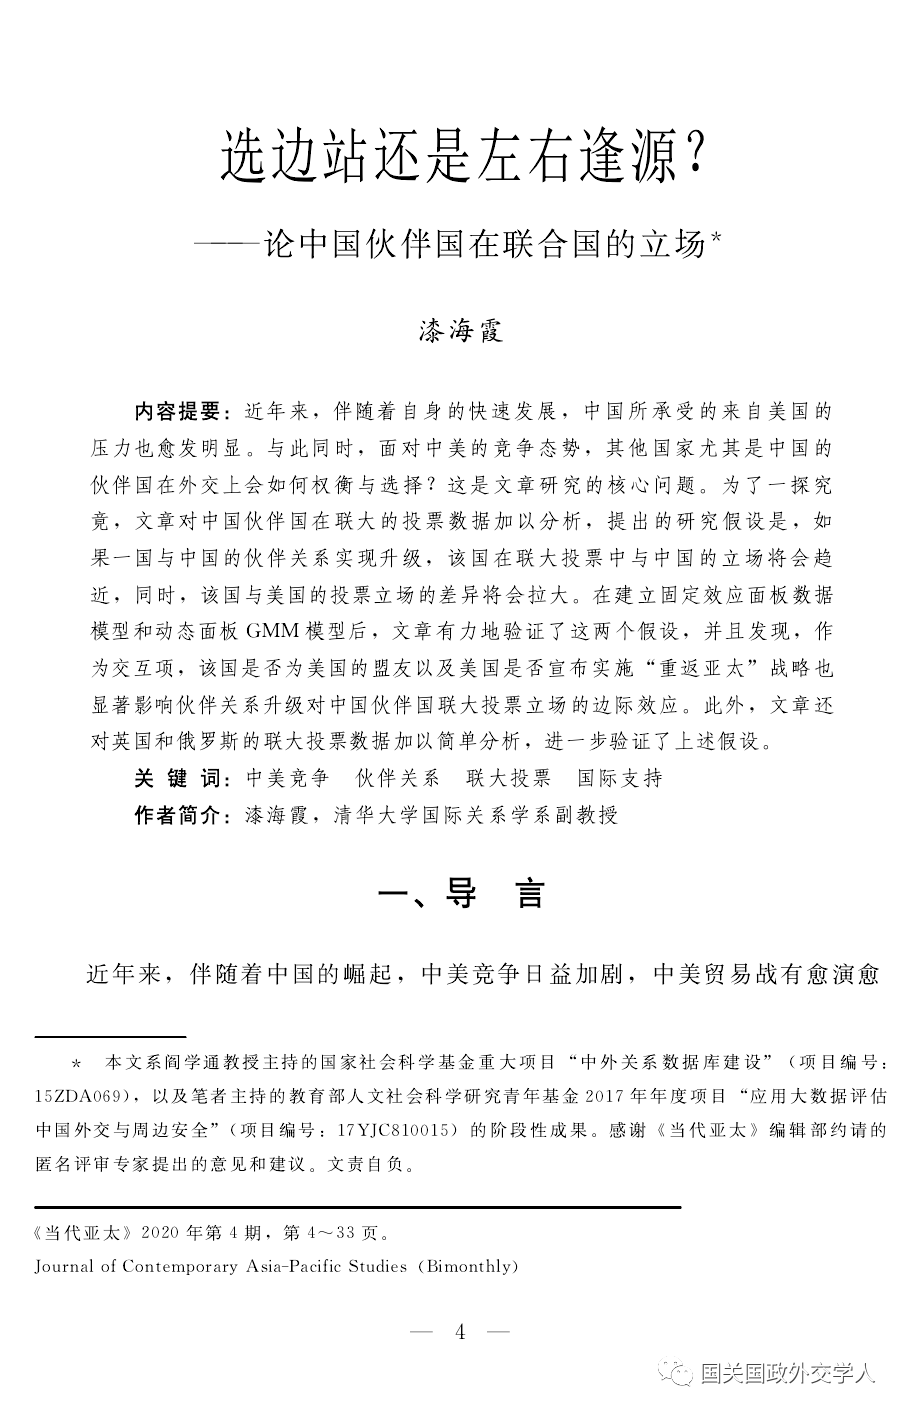 选边站还是左右逢源？
——论中国伙伴国在联合国的立场*
漆海霞
内容提要：近年来，伴随着自身的快速发展，中国所承受的来自美国的
压力也愈发明显。与此同时，面对中美的竞争态势，其他国家尤其是中国的
伙伴国在外交上会如何权衡与选择？这是文章研究的核心问题。为了一探究
竟，文章对中国伙伴国在联大的投票数据加以分析，提出的研究假设是，如
果一国与中国的伙伴关系实现升级，该国在联大投票中与中国的立场将会趋
近，同时，该国与美国的投票立场的差异将会拉大。在建立固定效应面板数据
模型和动态面板 GMM 模型后，文章有力地验证了这两个假设，并且发现，作
为交互项，该国是否为美国的盟友以及美国是否宣布实施“重返亚太”战略也
显著影响伙伴关系升级对中国伙伴国联大投票立场的边际效应。此外，文章还
对英国和俄罗斯的联大投票数据加以简单分析，进一步验证了上述假设。
关 键 词：中美竞争　伙伴关系　联大投票　国际支持
作者简介：漆海霞，清华大学国际关系学系副教授
一、导　言
近年来，伴随着中国的崛起，中美竞争日益加剧，中美贸易战有愈演愈
*　本文系阎学通教授主持的国家社会科学基金重大项目“中外关系数据库建设”（项目编号：
15ZDA069），以及笔者主持的教育部人文社会科学研究青年基金 2017 年年度项目“应用大数据评估
中国外交与周边安全”（项目编号：17YJC810015）的阶段性成果。感谢《当代亚太》编辑部约请的
匿名评审专家提出的意见和建议。文责自负。
《当代亚太》2020 年第 4 期，第 4～33 页。
Journal of Contemporary Asia-Pacific Studies（Bimonthly）
— 4 —
国关国政外交学人